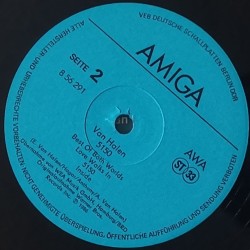 VEB DEUTSCHE SCHALLPLATTEN BERLIN DDR
AMIGA
SEITE 2
8 56 291
AWA
ST 33
Van Halen
5150
Best Of Both Worlds
Love Walks In
5150
Inside
ALLE HERSTELLER- UND URHEBERRECHTE VORBEHALTEN! NICHT GENEHMIGTE ÜBERSPIELUNG, ÖFFENTLICHE AUFFÜHRUNG UND SENDUNG VERBOTEN